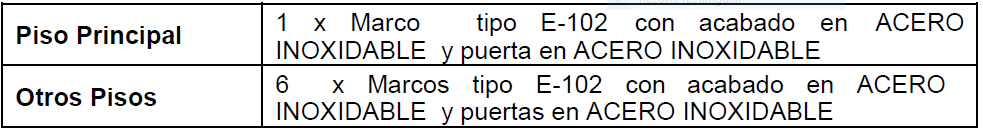 Piso Principal
1 x Marco tipo E-102 con acabado en ACERO
INOXIDABLE y puerta en ACERO INOXIDABLE
Otros Pisos
6 x Marcos tipo E-102 con acabado en ACERO
INOXIDABLE y puertas en ACERO INOXIDABLE